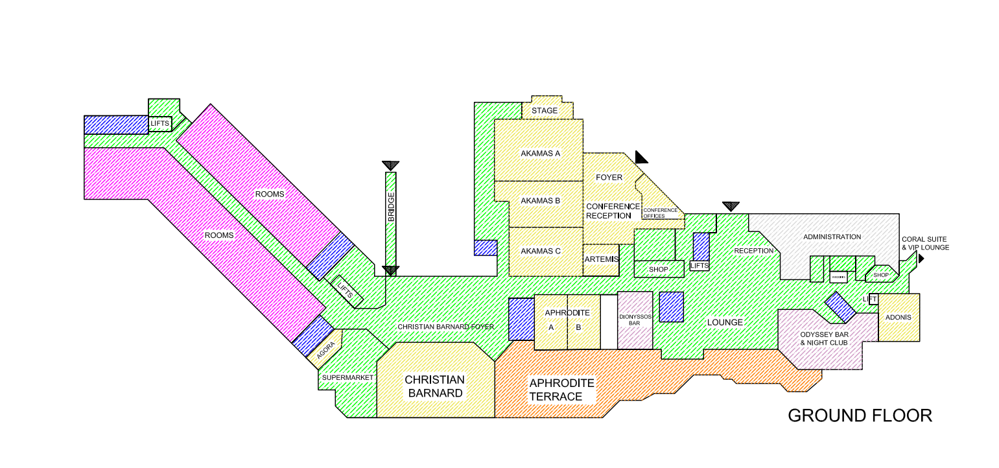 STAGE
LIFTS
AKAMAS A
FOYER
ROOMS
BRIDGE
AKAMAS B
CONFERENCE
RECEPTION
CONFERENCE
OFFICES
ROOMS
ADMINISTRATION
CORAL SUITE
& VIP LOUNGE
AKAMAS C
RECEPTION
ARTEMIS
LIFTS
SHOP
WEDDING
SHOP
LIFTS
LIFT
APHRODITE
A B
DIONYSSOS
BAR
ADONIS
CHRISTIAN BARNARD FOYER
LOUNGE
ODYSSEY BAR
& NIGHT CLUB
AGORA
SUPERMARKET
CHRISTIAN
BARNARD
APHRODITE
TERRACE
GROUND FLOOR